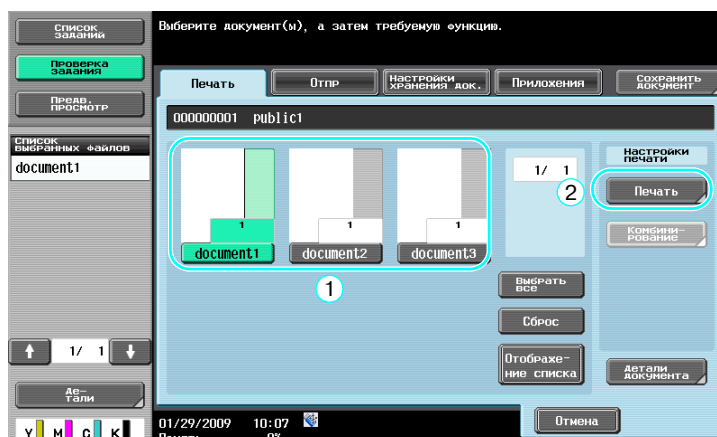 Список
заданий
Выберите документ(ы), а затем требуемую функцию.
Проверка
задания
Предв.
просмотр
Печать
Отпр
Настройки
хранения док.
Приложения
Сохранить
документ
000000001 public1
Список
выбранных файлов
document1
1
document1
1
document2
1
document3
1
1/ 1
2
Настройки
печати
Печать
Комбини-
рование
Выбрать
все
Сброс
Отображе-
ние списка
Детали
документа
1/ 1
Де-
тали
Y M C K
01/29/2009 10:07
Память 0%
Отмена